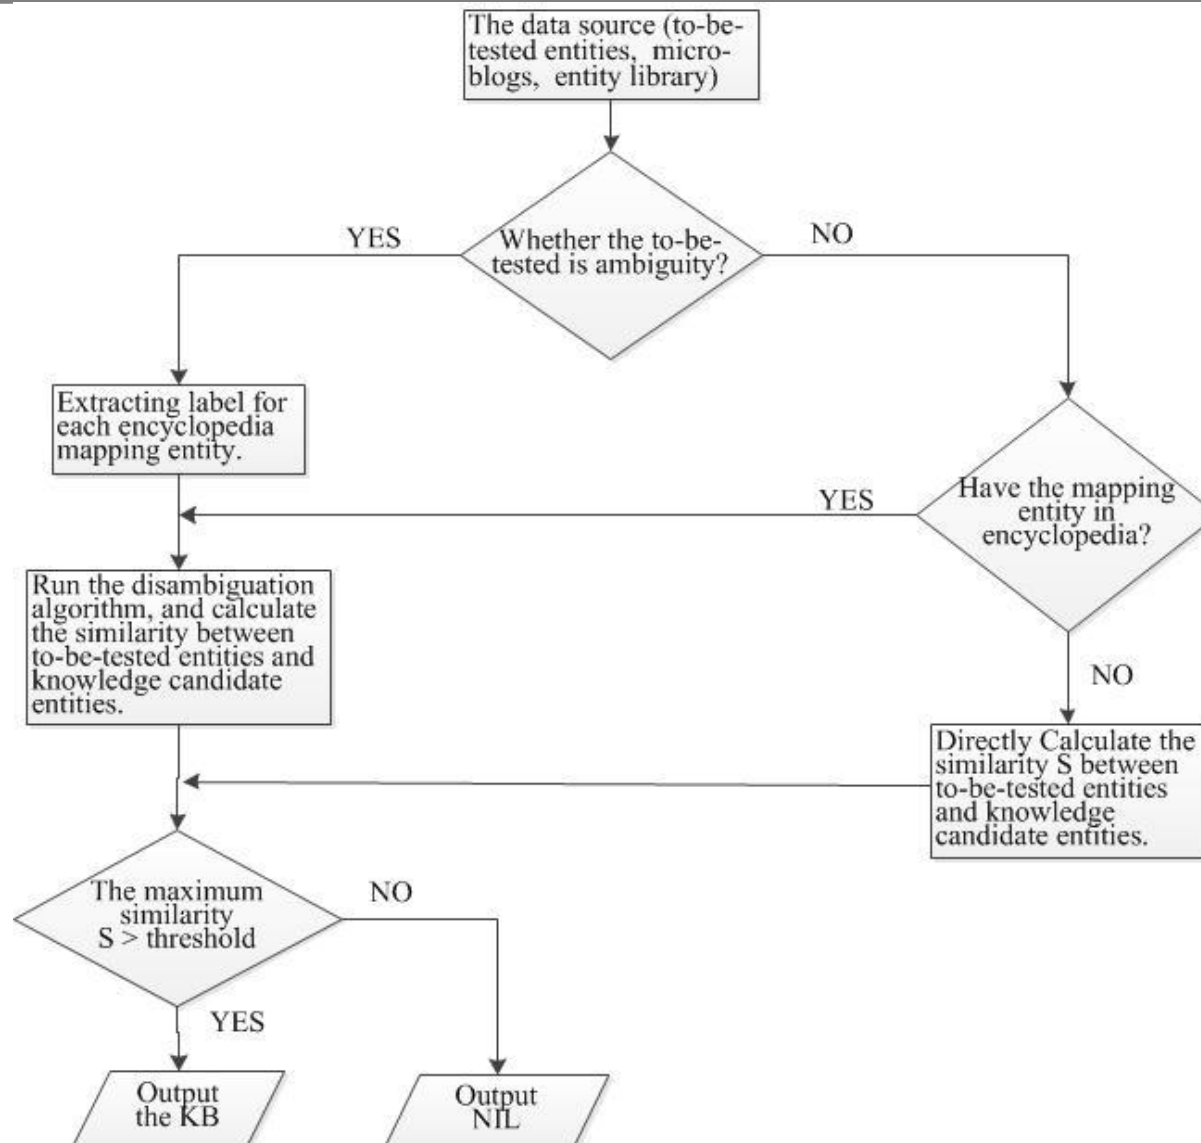 The data source (to-be-
tested entities, micro-
blogs, entity library)
YES
Whether the to-be-
tested is ambiguity?
NO
Extracting label for
each encyclopedia
mapping entity.
YES
Have the mapping
entity in
encyclopedia?
Run the disambiguation
algorithm, and calculate
the similarity between
to-be-tested entities and
knowledge candidate
entities.
NO
Directly Calculate the
similarity S between
to-be-tested entities
and knowledge
candidate entities.
The maximum
similarity
S > threshold
NO
YES
Output
the KB
Output
NIL